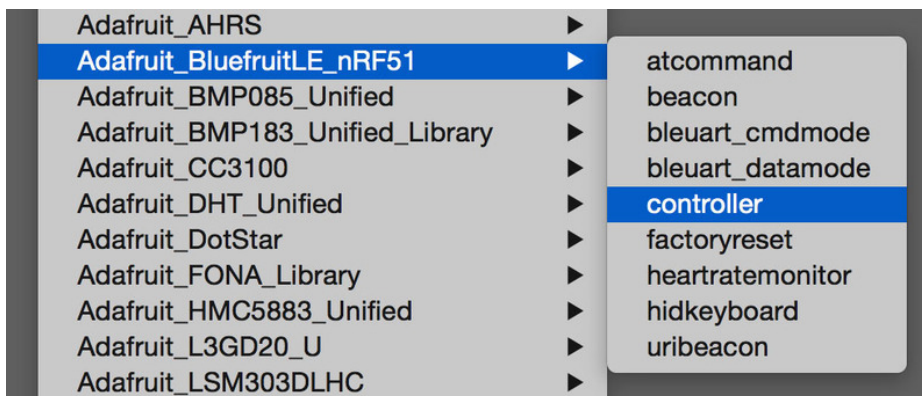 Adafruit_AHRS
Adafruit_BluefruitLE_nRF51
Adafruit_BMP085_Unified
Adafruit_BMP183_Unified_Library
Adafruit_CC3100
Adafruit_DHT_Unified
Adafruit_DotStar
Adafruit_FONA_Library
Adafruit_HMC5883_Unified
Adafruit_L3GD20_U
Adafruit_LSM303DLHC
atcommand
beacon
bleuart_cmdmode
bleuart_datamode
controller
factoryreset
heartratemonitor
hidkeyboard
uribeacon